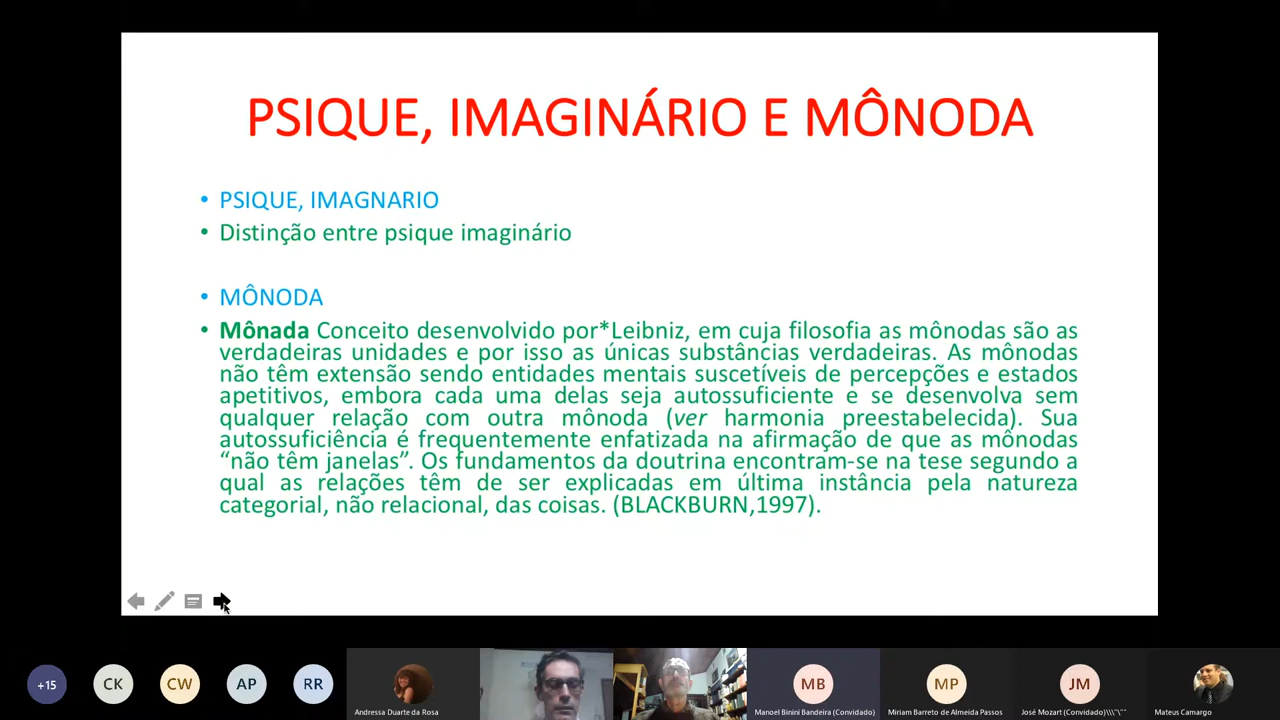 PSIQUE, IMAGINÁRIO E MÔNODA
• PSIQUE, IMAGNARIO
• Distinção entre psique imaginário
• MÔNODA
• Mônada Conceito desenvolvido por*Leibniz, em cuja filosofia as mônodas são as
verdadeiras unidades e por isso as únicas substâncias verdadeiras. As mônodas
não têm extensão sendo entidades mentais suscetíveis de percepções e estados
apetitivos, embora cada uma delas seja autossuficiente e se desenvolva sem
qualquer relação com outra mônoda (ver harmonia preestabelecida). Sua
autossuficiência é frequentemente enfatizada na afirmação de que as mônodas
“não têm janelas”. Os fundamentos da doutrina encontram-se na tese segundo a
qual as relações têm de ser explicadas em última instância pela natureza
categorial, não relacional, das coisas. (BLACKBURN,1997).
+15 CK CW AP RR MB MP JM
Andressa Duarte da Rosa Manoel Binini Bandeira (Convidado) Miriam Barreto de Almeida Passos José Mozart (Convidado)\\\"\"" Mateus Camargo